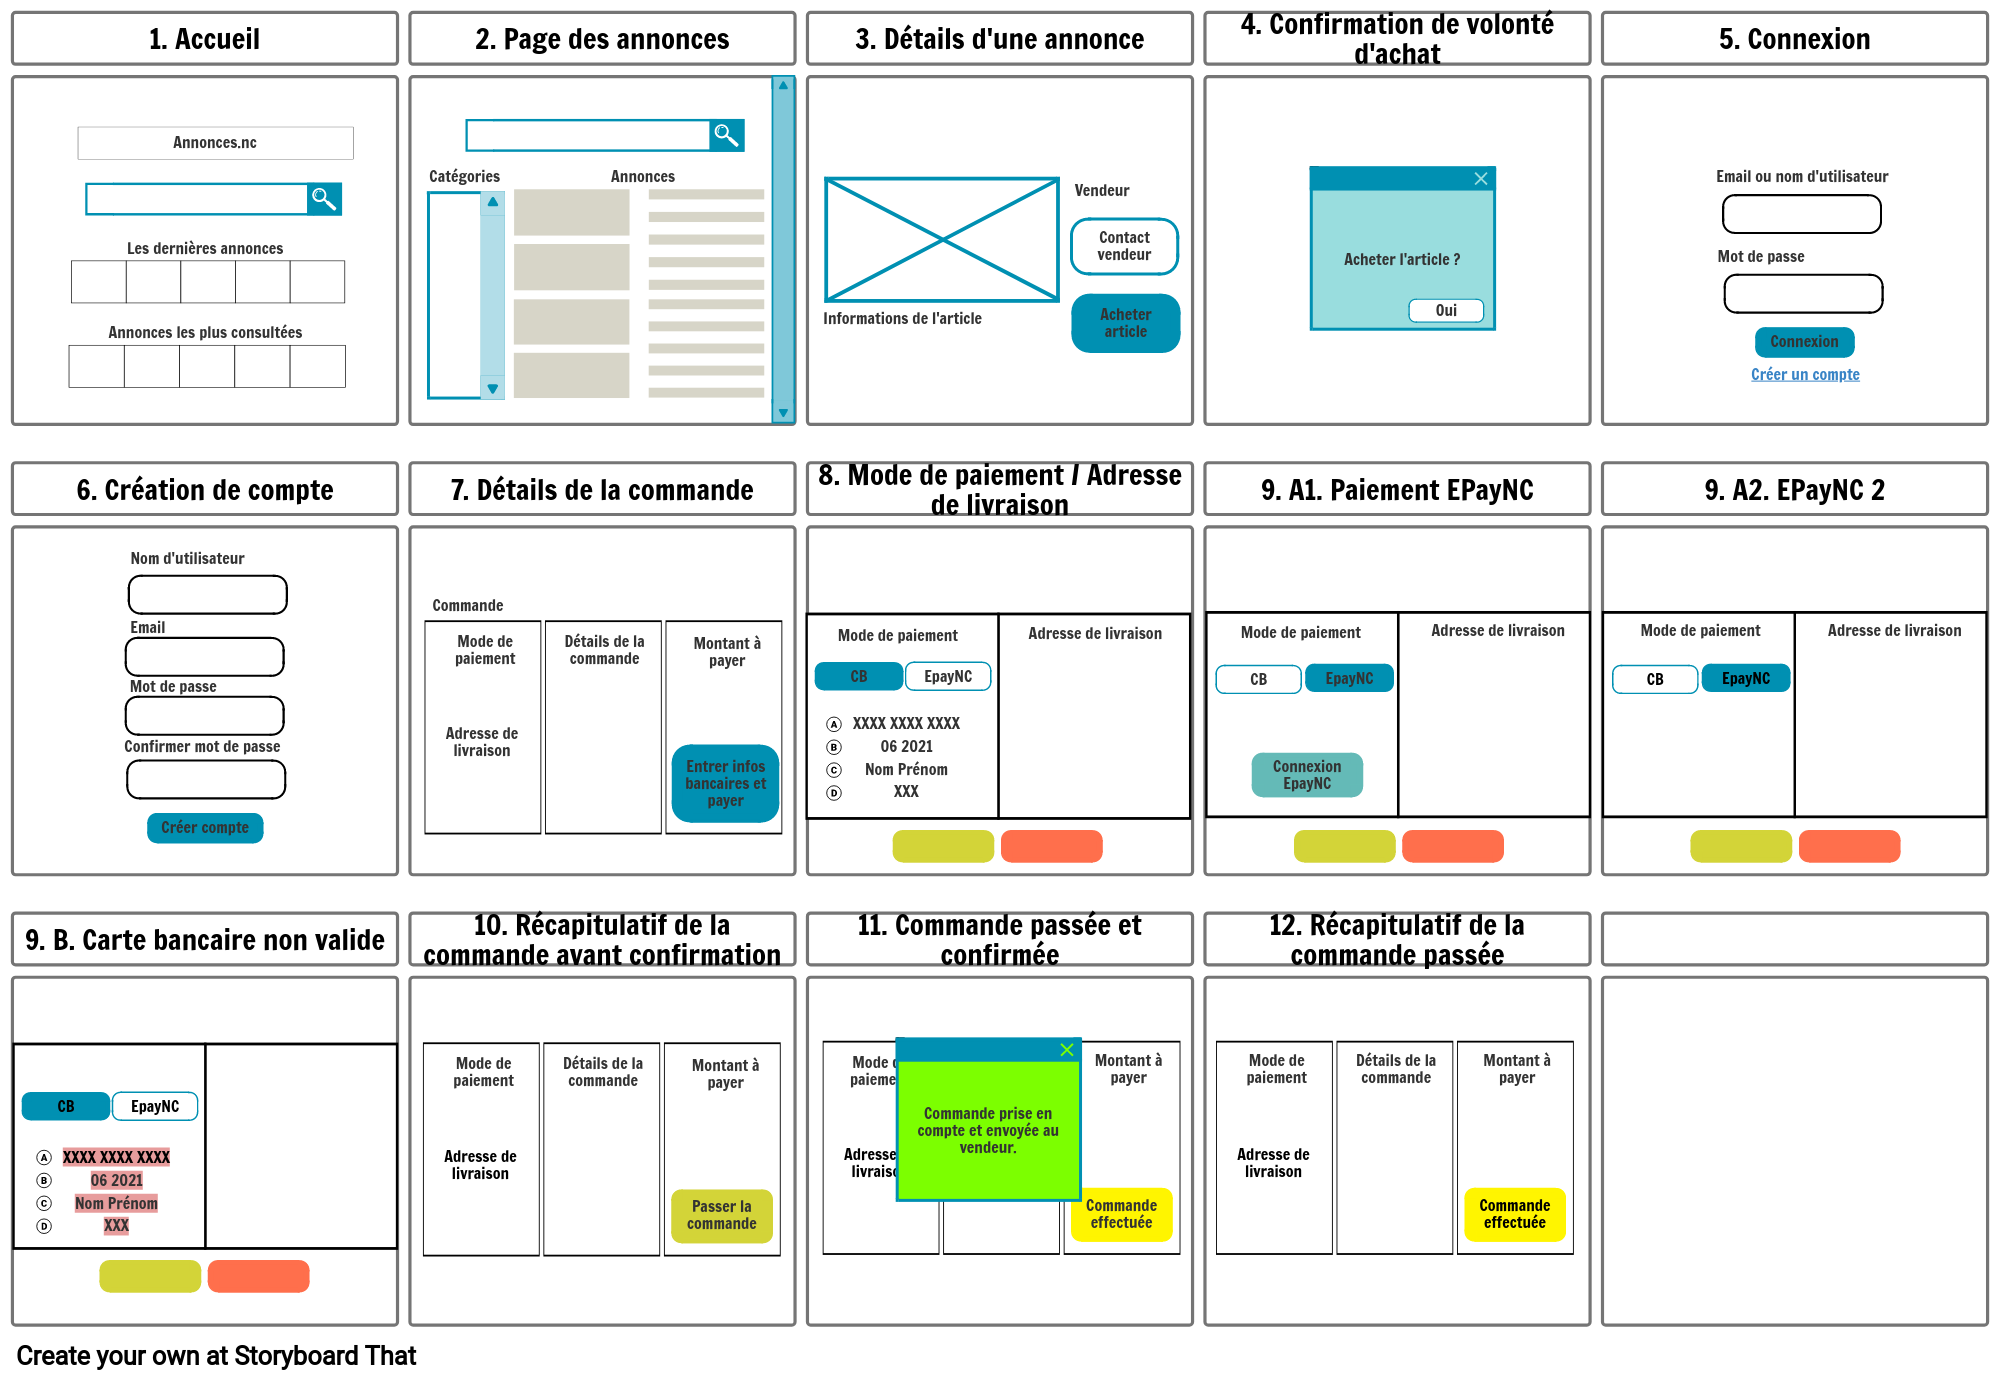 1. Accueil
Annonces.nc
Les dernières annonces
Annonces les plus consultées
2. Page des annonces
Catégories
Annonces
3. Détails d'une annonce
Vendeur
Contact
vendeur
Acheter
article
Informations de l'article
4. Confirmation de volonté
d'achat
Acheter l'article ?
Oui
5. Connexion
Email ou nom d'utilisateur
Mot de passe
Connexion
Créer un compte
6. Création de compte
Nom d'utilisateur
Email
Mot de passe
Confirmer mot de passe
Créer compte
7. Détails de la commande
Commande
Mode de
paiement
Adresse de
livraison
Détails de la
commande
Montant à
payer
Entrer infos
bancaires et
payer
8. Mode de paiement / Adresse
de livraison
Mode de paiement
CB
EpayNC
A XXXX XXXX XXXX
B 06 2021
C Nom Prénom
D XXX
Adresse de livraison
9. A1. Paiement EPayNC
Mode de paiement
CB
EpayNC
Connexion
EpayNC
Adresse de livraison
9. A2. EPayNC 2
Mode de paiement
CB
EpayNC
Adresse de livraison
9. B. Carte bancaire non valide
CB
EpayNC
A XXXX XXXX XXXX
B 06 2021
C Nom Prénom
D XXX
10. Récapitulatif de la
commande avant confirmation
Mode de
paiement
Adresse de
livraison
Détails de la
commande
Montant à
payer
Passer la
commande
11. Commande passée et
confirmée
Mode d
paieme
Adresse
livraiso
Commande prise en
compte et envoyée au
vendeur.
Montant à
payer
Commande
effectuée
12. Récapitulatif de la
commande passée
Mode de
paiement
Adresse de
livraison
Détails de la
commande
Montant à
payer
Commande
effectuée
Create your own at Storyboard That